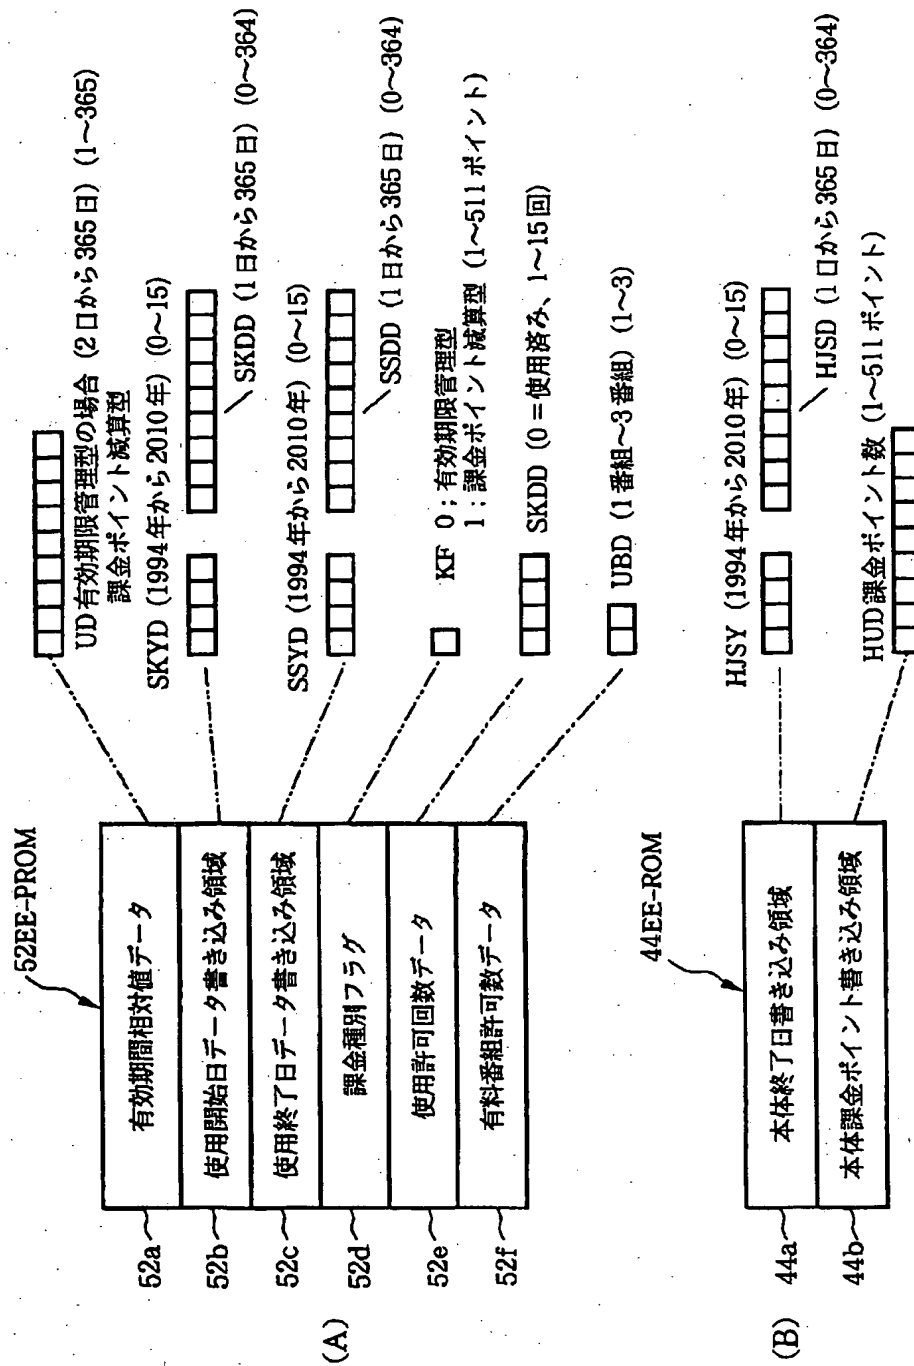 (A)
52EE-PROM
52a
有効期間相対値データ
UD有効期限管理型の場合 (2口から365日) (1〜365)
課金ポイント減算型
52b
使用開始日データ書き込み領域
SKYD (1994年から2010年) (0〜15)
SKDD (1日から365日) (0〜364)
52c
使用終了日データ書き込み領域
SSYD (1994年から2010年) (0〜15)
SSDD (1日から365日) (0〜364)
52d
課金種別フラグ
KF 0;有効期限管理型
1;課金ポイント減算型 (1〜511ポイント)
52e
使用許可回数データ
SKDD (0=使用済み、1〜15回)
52f
有料番組許可数データ
UBD (1番組〜3番組) (1〜3)
(B)
44EE-ROM
44a
本体終了日書き込み領域
HJSY (1994年から2010年) (0〜15)
HJSD (1口から365日) (0〜364)
44b
本体課金ポイント書き込み領域
HUD課金ポイント数 (1〜511ポイント)